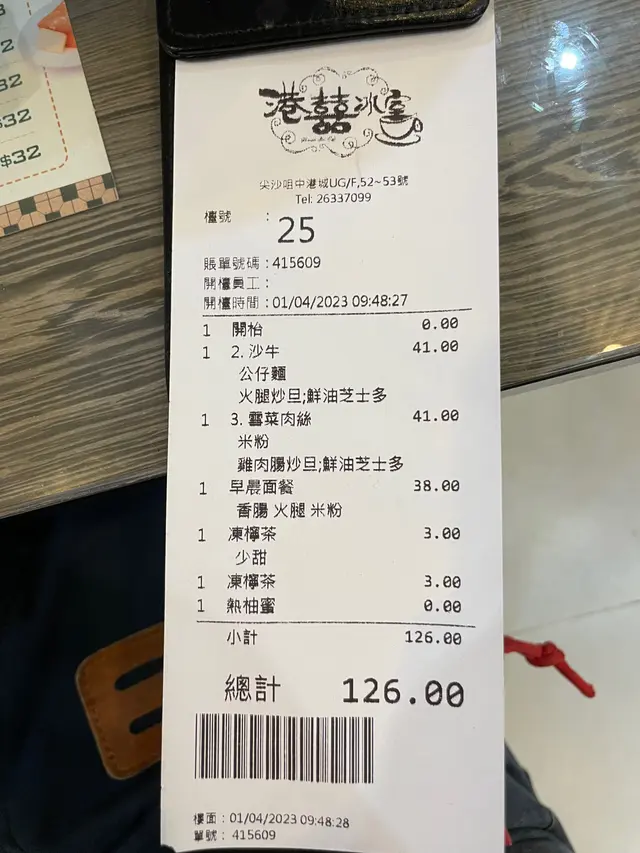 2
32
$32
$32
港囍冰室
尖沙咀中港城UG/F,52~53號
Tel: 26337099
檯號 :
25
賬單號碼 : 415609
開檯員工 :
開檯時間 : 01/04/2023 09:48:27
1 開枱 0.00
1 2. 沙牛 41.00
公仔麵
火腿炒旦;鮮油芝士多
1 3. 雪菜肉絲 41.00
米粉
雞肉腸炒旦;鮮油芝士多
1 早晨面餐 38.00
香腸 火腿 米粉
1 凍檸茶 3.00
少甜
1 凍檸茶 3.00
1 熱柚蜜 0.00
小計 126.00
總計 126.00
檯面 : 01/04/2023 09:48:28
單號 : 415609